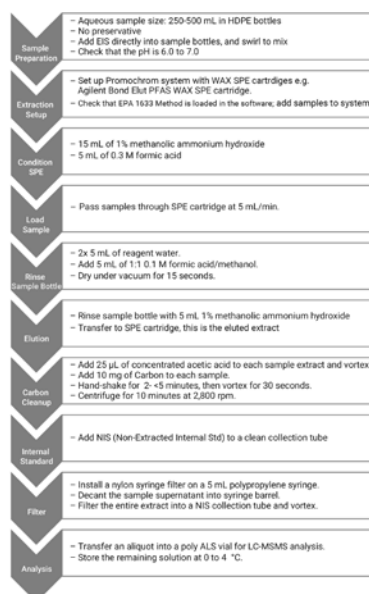 Sample
Preparation
– Aqueous sample size: 250-500 mL in HDPE bottles
– No preservative
– Add EIS directly into sample bottles, and swirl to mix
– Check that the pH is 6.0 to 7.0
Extraction
Setup
– Set up Promochrom system with WAX SPE cartrdiges e.g.
Agilent Bond Elut PFAS WAX SPE cartridge.
– Check that EPA 1633 Method is loaded in the software; add samples to system
Condition
SPE
– 15 mL of 1% methanolic ammonium hydroxide
– 5 mL of 0.3 M formic acid
Load
Sample
– Pass samples through SPE cartridge at 5 mL/min.
Rinse
Sample Bottle
– 2x 5 mL of reagent water.
– Add 5 mL of 1:1 0.1 M formic acid/methanol.
– Dry under vacuum for 15 seconds.
Elution
– Rinse sample bottle with 5 mL 1% methanolic ammonium hydroxide
– Transfer to SPE cartridge, this is the eluted extract
Carbon
Cleanup
– Add 25 µL of concentrated acetic acid to each sample extract and vortex
– Add 10 mg of Carbon to each sample.
– Hand-shake for 2- <5 minutes, then vortex for 30 seconds.
– Centrifuge for 10 minutes at 2,800 rpm.
Internal
Standard
– Add NIS (Non-Extracted Internal Std) to a clean collection tube
Filter
– Install a nylon syringe filter on a 5 mL polypropylene syringe.
– Decant the sample supernatant into syringe barrel.
– Filter the entire extract into a NIS collection tube and vortex.
Analysis
– Transfer an aliquot into a poly ALS vial for LC-MSMS analysis.
– Store the remaining solution at 0 to 4 °C.